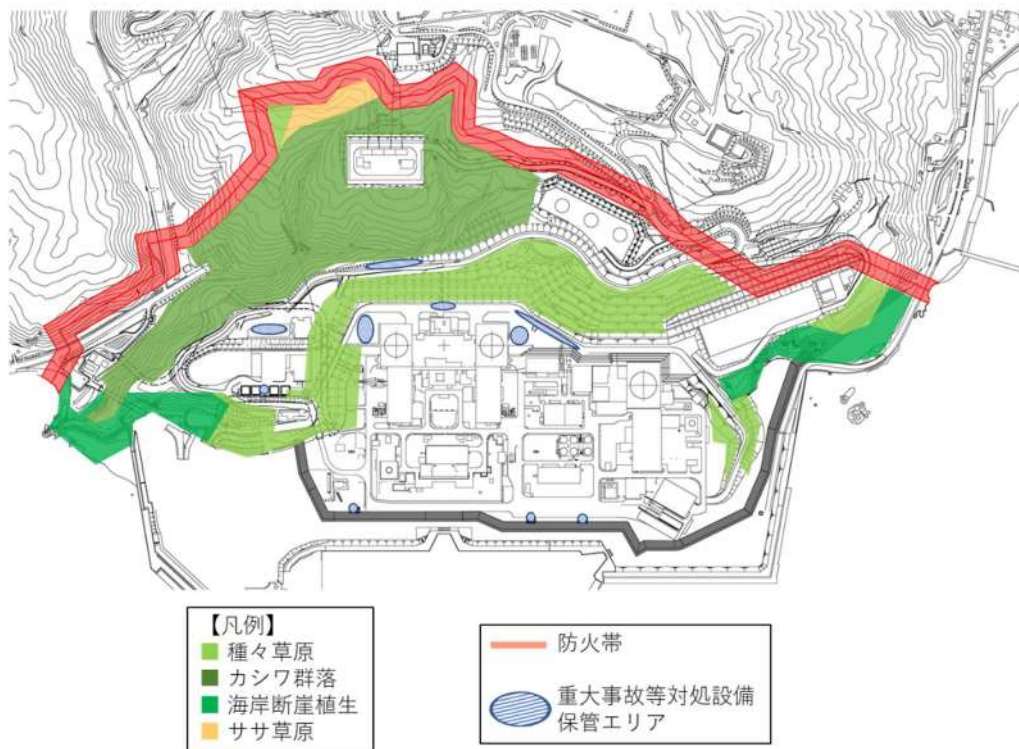 【凡例】
種々草原
カシワ群落
海岸断崖植生
ササ草原
防火帯
重大事故等対処設備
保管エリア